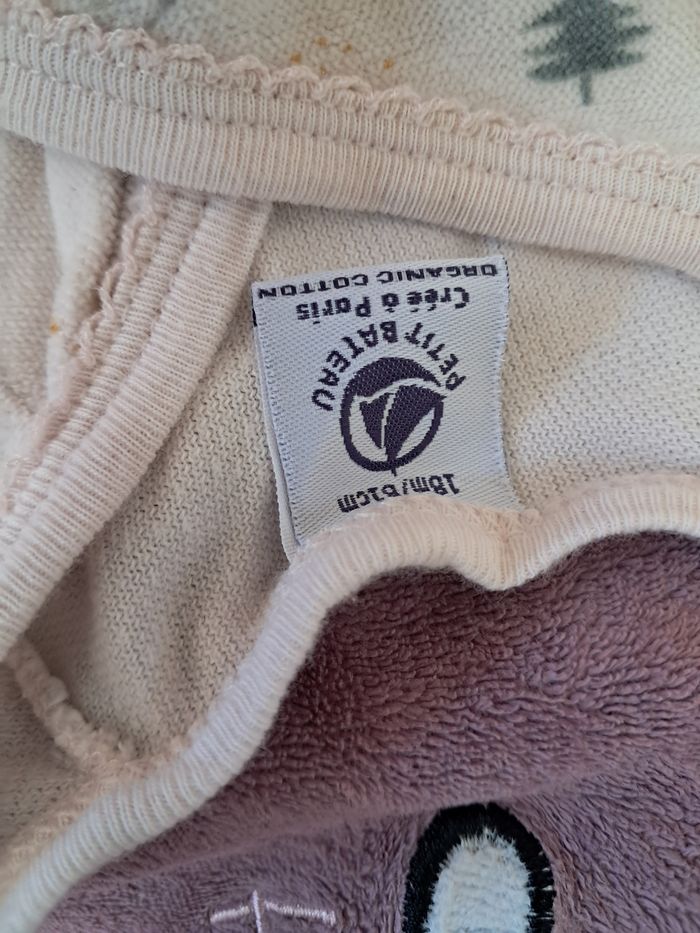 18m/81cm
PETIT BATEAU
Créé à Paris
ORGANIC COTTON